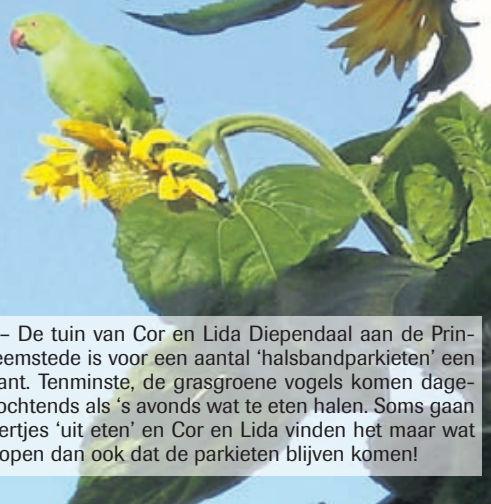 – De tuin van Cor en Lida Diependaal aan de Prin-
eemstede is voor een aantal ‘halsbandparkieten’ een
ant. Tenminste, de grasgroene vogels komen dage-
ochtends als ‘s avonds wat te eten halen. Soms gaan
ertjes ‘uit eten’ en Cor en Lida vinden het maar wat
open dan ook dat de parkieten blijven komen!